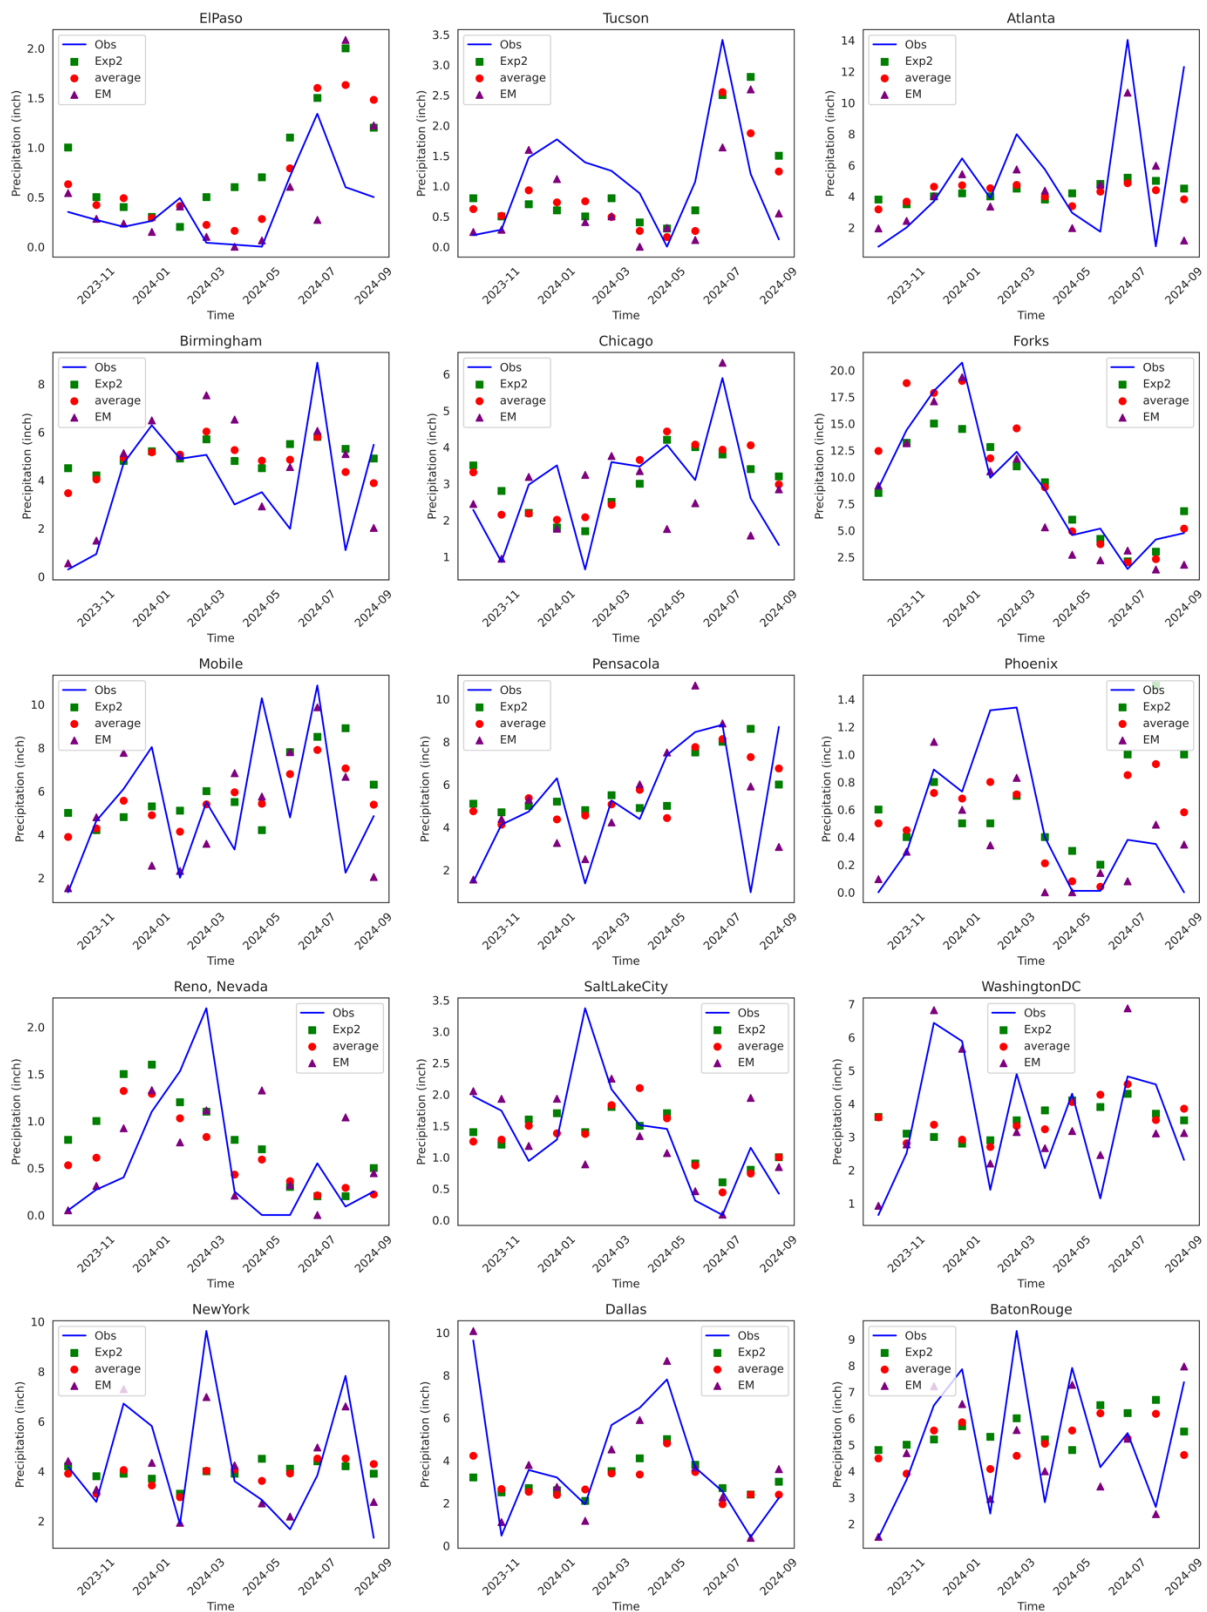 ElPaso
Precipitation (inch)
2.0
1.5
1.0
0.5
0.0
Obs
Exp2
average
EM
2023-11
2024-01
2024-03
2024-05
2024-07
2024-09
Time
Tucson
Precipitation (inch)
3.5
3.0
2.5
2.0
1.5
1.0
0.5
0.0
Obs
Exp2
average
EM
2023-11
2024-01
2024-03
2024-05
2024-07
2024-09
Time
Atlanta
Precipitation (inch)
14
12
10
8
6
4
2
Obs
Exp2
average
EM
2023-11
2024-01
2024-03
2024-05
2024-07
2024-09
Time
Birmingham
Precipitation (inch)
8
6
4
2
0
Obs
Exp2
average
EM
2023-11
2024-01
2024-03
2024-05
2024-07
2024-09
Time
Chicago
Precipitation (inch)
6
5
4
3
2
1
Obs
Exp2
average
EM
2023-11
2024-01
2024-03
2024-05
2024-07
2024-09
Time
Forks
Precipitation (inch)
20.0
17.5
15.0
12.5
10.0
7.5
5.0
2.5
Obs
Exp2
average
EM
2023-11
2024-01
2024-03
2024-05
2024-07
2024-09
Time
Mobile
Precipitation (inch)
10
8
6
4
2
Obs
Exp2
average
EM
2023-11
2024-01
2024-03
2024-05
2024-07
2024-09
Time
Pensacola
Precipitation (inch)
10
8
6
4
2
Obs
Exp2
average
EM
2023-11
2024-01
2024-03
2024-05
2024-07
2024-09
Time
Phoenix
Precipitation (inch)
1.4
1.2
1.0
0.8
0.6
0.4
0.2
0.0
Obs
Exp2
average
EM
2023-11
2024-01
2024-03
2024-05
2024-07
2024-09
Time
Reno, Nevada
Precipitation (inch)
2.0
1.5
1.0
0.5
0.0
Obs
Exp2
average
EM
2023-11
2024-01
2024-03
2024-05
2024-07
2024-09
Time
SaltLakeCity
Precipitation (inch)
3.5
3.0
2.5
2.0
1.5
1.0
0.5
0.0
Obs
Exp2
average
EM
2023-11
2024-01
2024-03
2024-05
2024-07
2024-09
Time
WashingtonDC
Precipitation (inch)
7
6
5
4
3
2
1
Obs
Exp2
average
EM
2023-11
2024-01
2024-03
2024-05
2024-07
2024-09
Time
NewYork
Precipitation (inch)
10
8
6
4
2
Obs
Exp2
average
EM
2023-11
2024-01
2024-03
2024-05
2024-07
2024-09
Time
Dallas
Precipitation (inch)
10
8
6
4
2
0
Obs
Exp2
average
EM
2023-11
2024-01
2024-03
2024-05
2024-07
2024-09
Time
BatonRouge
Precipitation (inch)
9
8
7
6
5
4
3
2
Obs
Exp2
average
EM
2023-11
2024-01
2024-03
2024-05
2024-07
2024-09
Time